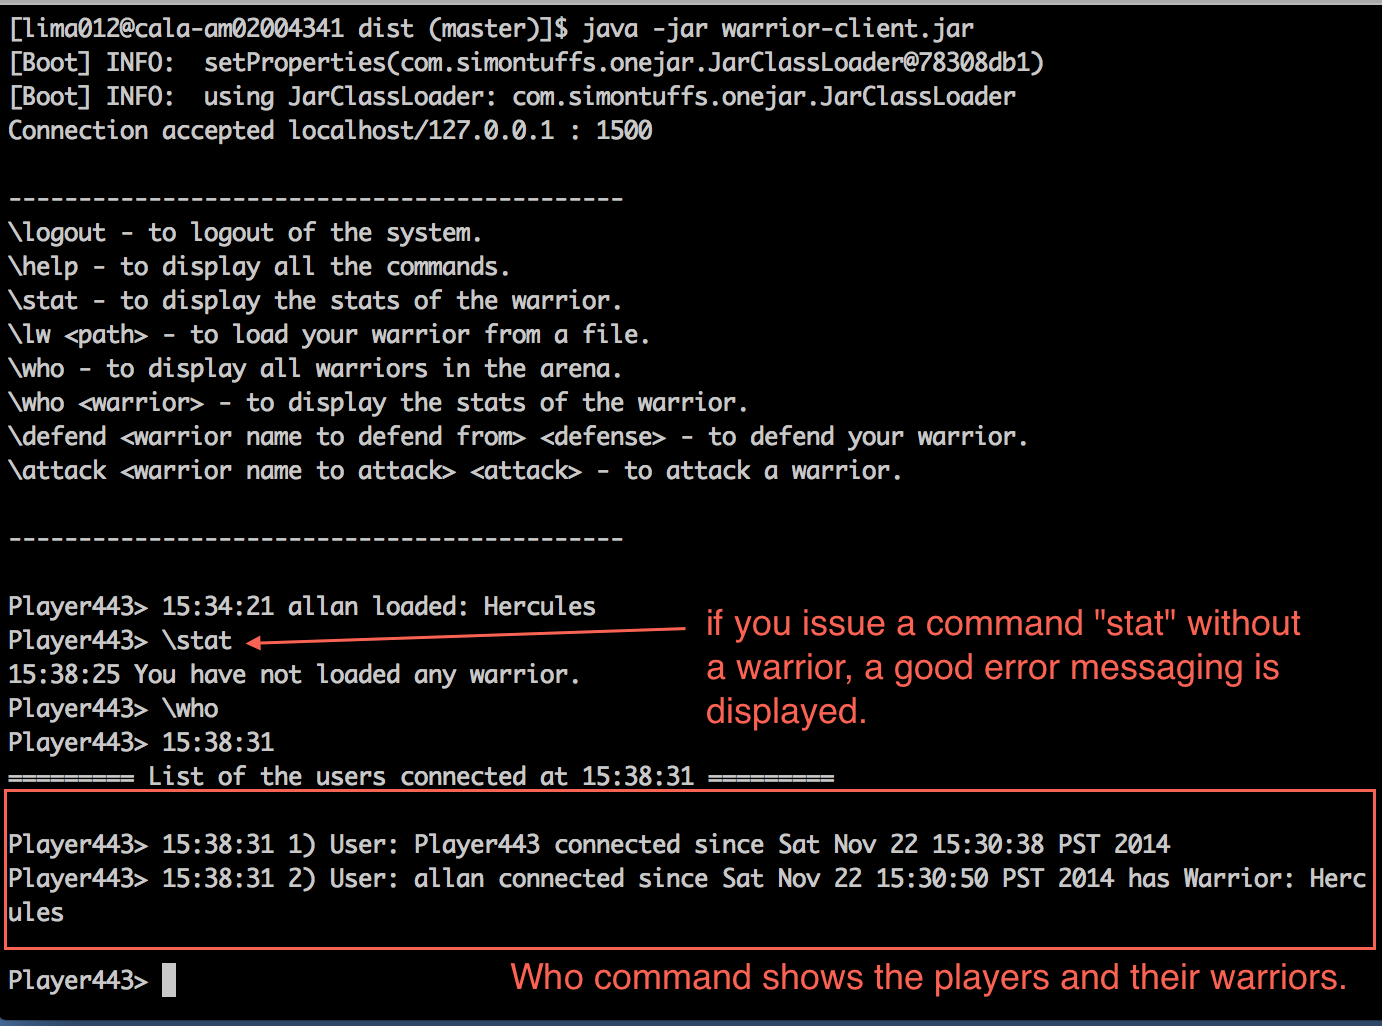 [lima012@cala-am02004341 dist (master)]$ java -jar warrior-client.jar
[Boot] INFO:  setProperties(com.simontuffs.onejar.JarClassLoader@78308db1)
[Boot] INFO:  using JarClassLoader: com.simontuffs.onejar.JarClassLoader
Connection accepted localhost/127.0.0.1 : 1500
--------------------------------------------
\logout - to logout of the system.
\help - to display all the commands.
\stat - to display the stats of the warrior.
\lw <path> - to load your warrior from a file.
\who - to display all warriors in the arena.
\who <warrior> - to display the stats of the warrior.
\defend <warrior name to defend from> <defense> - to defend your warrior.
\attack <warrior name to attack> <attack> - to attack a warrior.
--------------------------------------------
Player443> 15:34:21 allan loaded: Hercules
Player443> \stat
15:38:25 You have not loaded any warrior.
if you issue a command "stat" without
a warrior, a good error messaging is
displayed.
Player443> \who
Player443> 15:38:31
========= List of the users connected at 15:38:31 =========
Player443> 15:38:31 1) User: Player443 connected since Sat Nov 22 15:30:38 PST 2014
Player443> 15:38:31 2) User: allan connected since Sat Nov 22 15:30:50 PST 2014 has Warrior: Herc
ules
Player443>
Who command shows the players and their warriors.